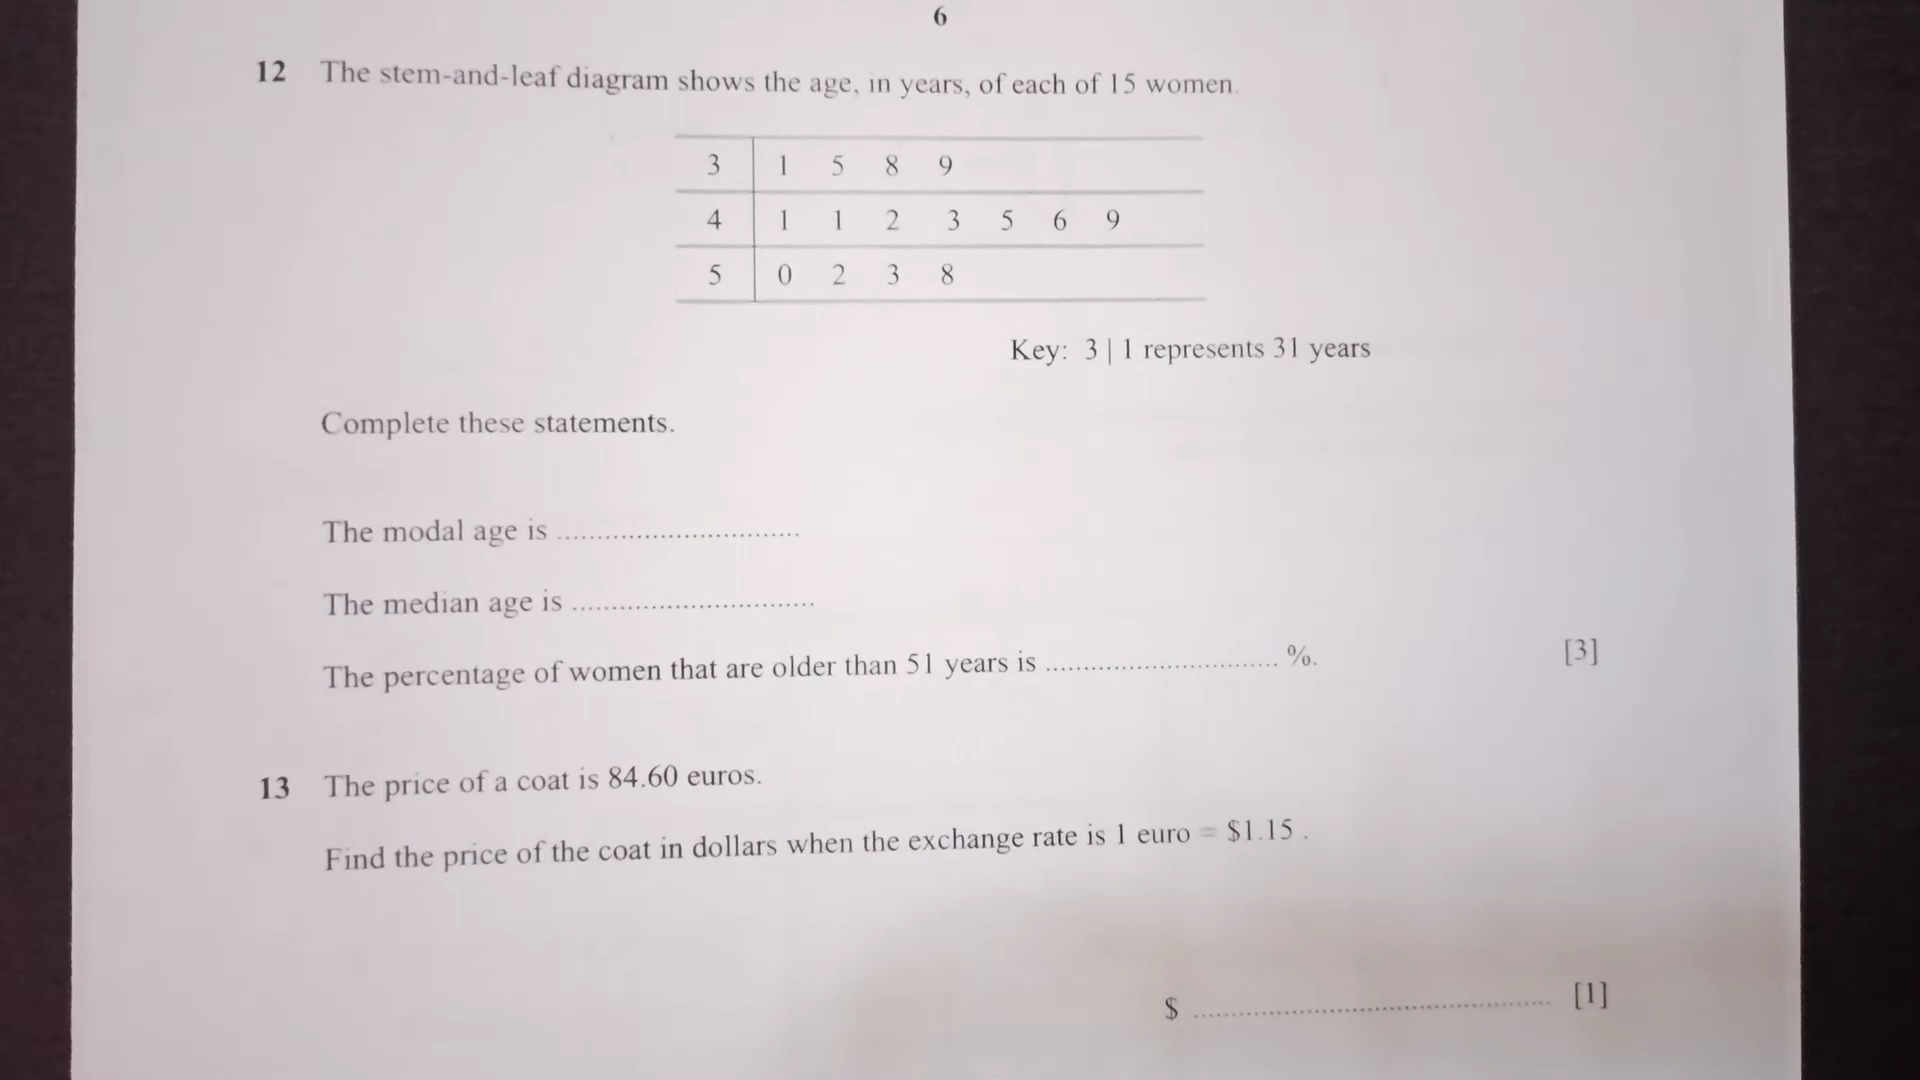 6
12 The stem-and-leaf diagram shows the age, in years, of each of 15 women.
3 | 1 5 8 9
4 | 1 1 2 3 5 6 9
5 | 0 2 3 8
Key: 3 | 1 represents 31 years
Complete these statements.
The modal age is ..............................
The median age is ..............................
The percentage of women that are older than 51 years is .............................. %. [3]
13 The price of a coat is 84.60 euros.
Find the price of the coat in dollars when the exchange rate is 1 euro = $1.15 .
$ .................................................. [1]